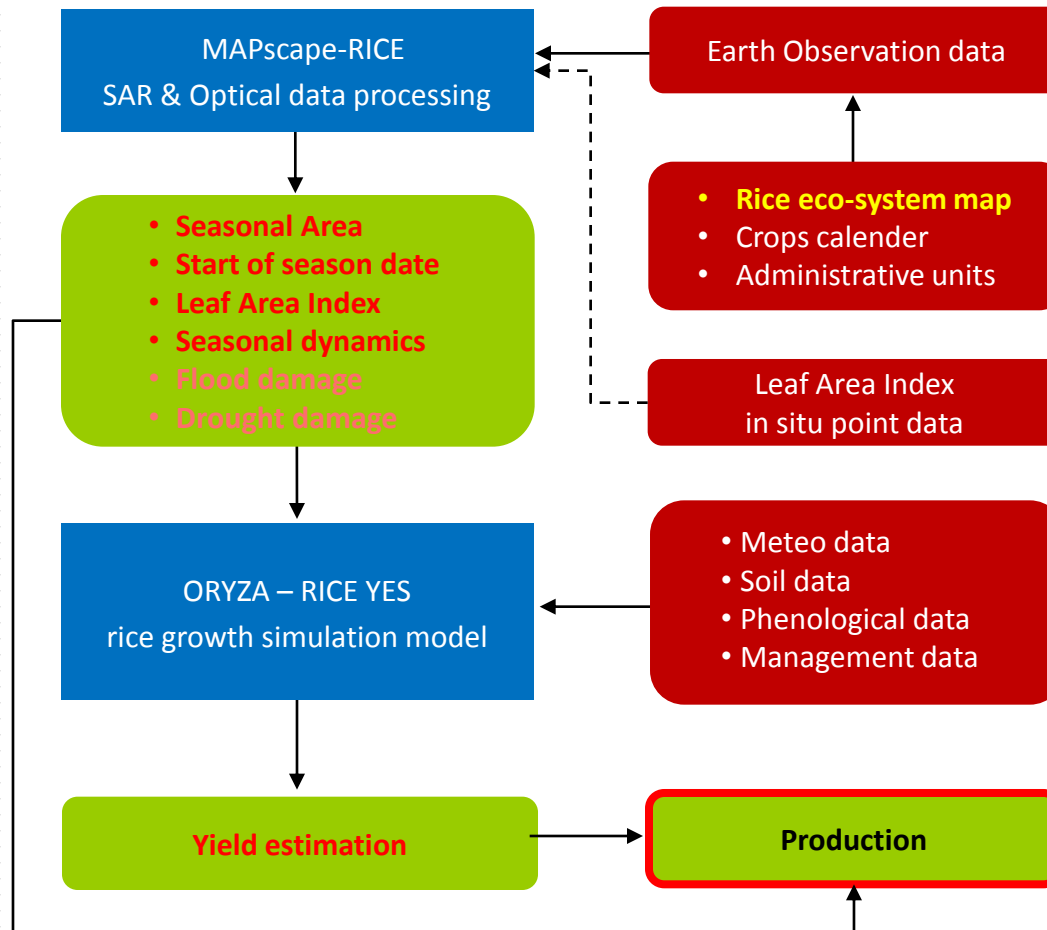 MAPscape-RICE
SAR & Optical data processing
Earth Observation data
• Rice eco-system map
• Crops calender
• Administrative units
• Seasonal Area
• Start of season date
• Leaf Area Index
• Seasonal dynamics
• Flood damage
• Drought damage
Leaf Area Index
in situ point data
ORYZA – RICE YES
rice growth simulation model
• Meteo data
• Soil data
• Phenological data
• Management data
Yield estimation
Production